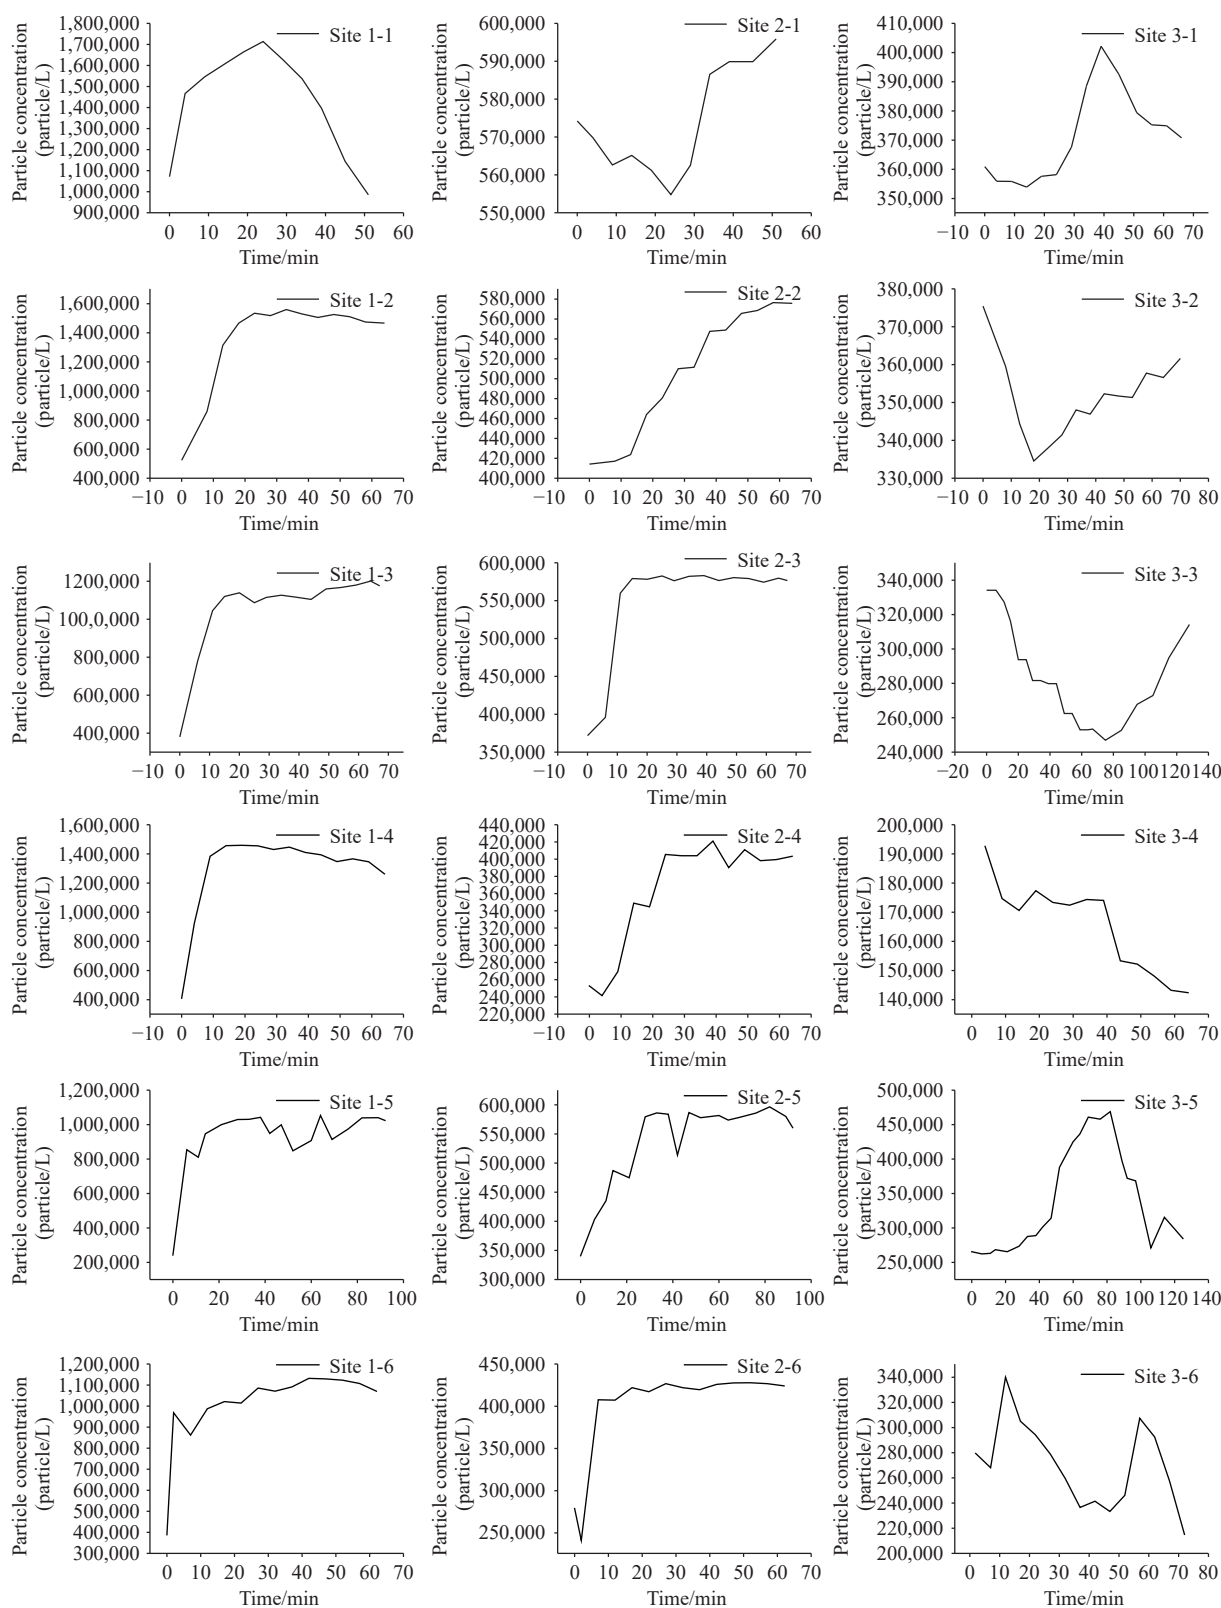 Particle concentration
(particle/L)
1,800,000
1,700,000
1,600,000
1,500,000
1,400,000
1,300,000
1,200,000
1,100,000
1,000,000
900,000
Site 1-1
0 10 20 30 40 50 60
Time/min
Particle concentration
(particle/L)
600,000
590,000
580,000
570,000
560,000
550,000
Site 2-1
0 10 20 30 40 50 60
Time/min
Particle concentration
(particle/L)
410,000
400,000
390,000
380,000
370,000
360,000
350,000
Site 3-1
−10 0 10 20 30 40 50 60 70
Time/min
Particle concentration
(particle/L)
1,600,000
1,400,000
1,200,000
1,000,000
800,000
600,000
400,000
Site 1-2
−10 0 10 20 30 40 50 60 70
Time/min
Particle concentration
(particle/L)
580,000
560,000
540,000
520,000
500,000
480,000
460,000
440,000
420,000
400,000
Site 2-2
−10 0 10 20 30 40 50 60 70
Time/min
Particle concentration
(particle/L)
380,000
370,000
360,000
350,000
340,000
330,000
Site 3-2
−10 0 10 20 30 40 50 60 70 80
Time/min
Particle concentration
(particle/L)
1200,000
1000,000
800,000
600,000
400,000
Site 1-3
−10 0 10 20 30 40 50 60 70
Time/min
Particle concentration
(particle/L)
600,000
550,000
500,000
450,000
400,000
350,000
Site 2-3
−10 0 10 20 30 40 50 60 70
Time/min
Particle concentration
(particle/L)
340,000
320,000
300,000
280,000
260,000
240,000
Site 3-3
−20 0 20 40 60 80 100 120 140
Time/min
Particle concentration
(particle/L)
1,600,000
1,400,000
1,200,000
1,000,000
800,000
600,000
400,000
Site 1-4
−10 0 10 20 30 40 50 60 70
Time/min
Particle concentration
(particle/L)
440,000
420,000
400,000
380,000
360,000
340,000
320,000
300,000
280,000
260,000
240,000
220,000
Site 2-4
−10 0 10 20 30 40 50 60 70
Time/min
Particle concentration
(particle/L)
200,000
190,000
180,000
170,000
160,000
150,000
140,000
Site 3-4
0 10 20 30 40 50 60 70
Time/min
Particle concentration
(particle/L)
1,200,000
1,000,000
800,000
600,000
400,000
200,000
Site 1-5
0 20 40 60 80 100
Time/min
Particle concentration
(particle/L)
600,000
550,000
500,000
450,000
400,000
350,000
300,000
Site 2-5
0 20 40 60 80 100
Time/min
Particle concentration
(particle/L)
500,000
450,000
400,000
350,000
300,000
250,000
Site 3-5
0 20 40 60 80 100 120 140
Time/min
Particle concentration
(particle/L)
1,200,000
1,100,000
1,000,000
900,000
800,000
700,000
600,000
500,000
400,000
300,000
Site 1-6
0 10 20 30 40 50 60 70
Time/min
Particle concentration
(particle/L)
450,000
400,000
350,000
300,000
250,000
Site 2-6
0 10 20 30 40 50 60 70
Time/min
Particle concentration
(particle/L)
340,000
320,000
300,000
280,000
260,000
240,000
220,000
200,000
Site 3-6
0 10 20 30 40 50 60 70 80
Time/min